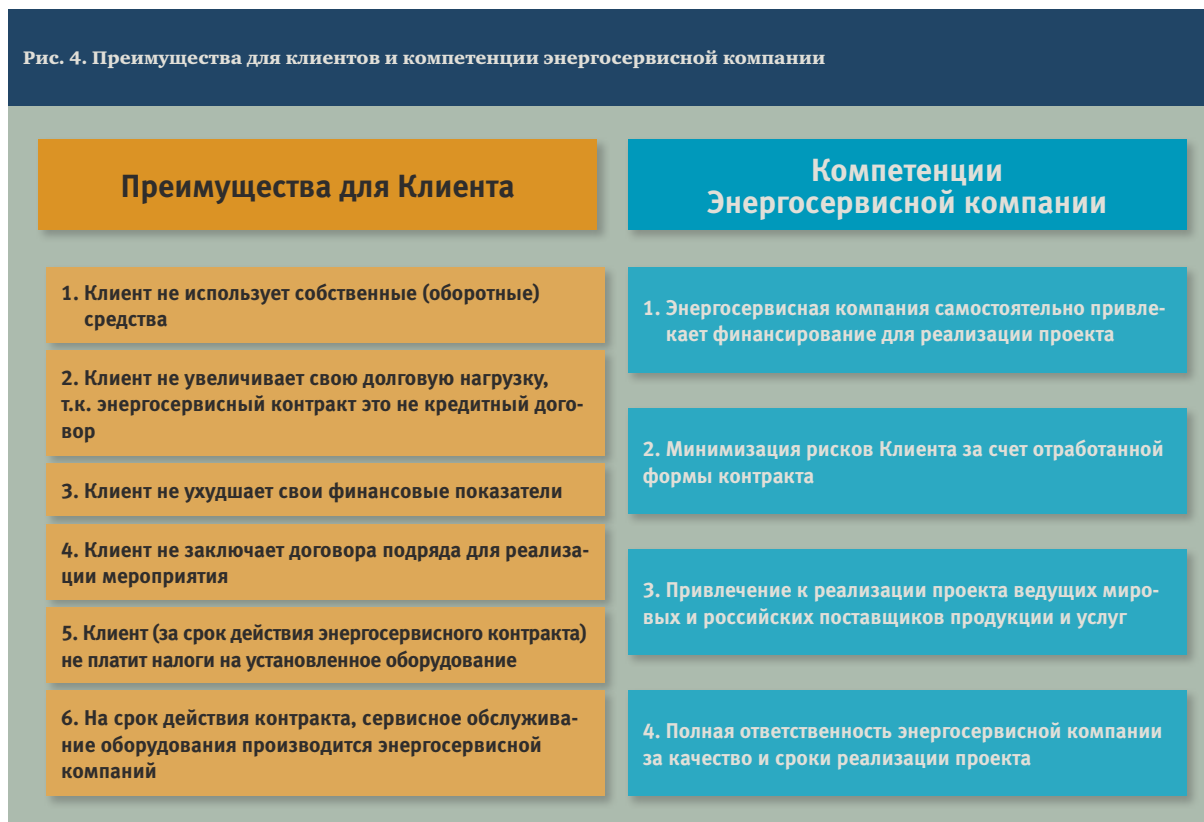 Рис. 4. Преимущества для клиентов и компетенции энергосервисной компании
Преимущества для Клиента
1. Клиент не использует собственные (оборотные)
средства
2. Клиент не увеличивает свою долговую нагрузку,
т.к. энергосервисный контракт это не кредитный дого-
вор
3. Клиент не ухудшает свои финансовые показатели
4. Клиент не заключает договора подряда для реализа-
ции мероприятия
5. Клиент (за срок действия энергосервисного контракта)
не платит налоги на установленное оборудование
6. На срок действия контракта, сервисное обслужива-
ние оборудования производится энергосервисной
компаний
Компетенции
Энергосервисной компании
1. Энергосервисная компания самостоятельно привле-
кает финансирование для реализации проекта
2. Минимизация рисков Клиента за счет отработанной
формы контракта
3. Привлечение к реализации проекта ведущих миро-
вых и российских поставщиков продукции и услуг
4. Полная ответственность энергосервисной компании
за качество и сроки реализации проекта